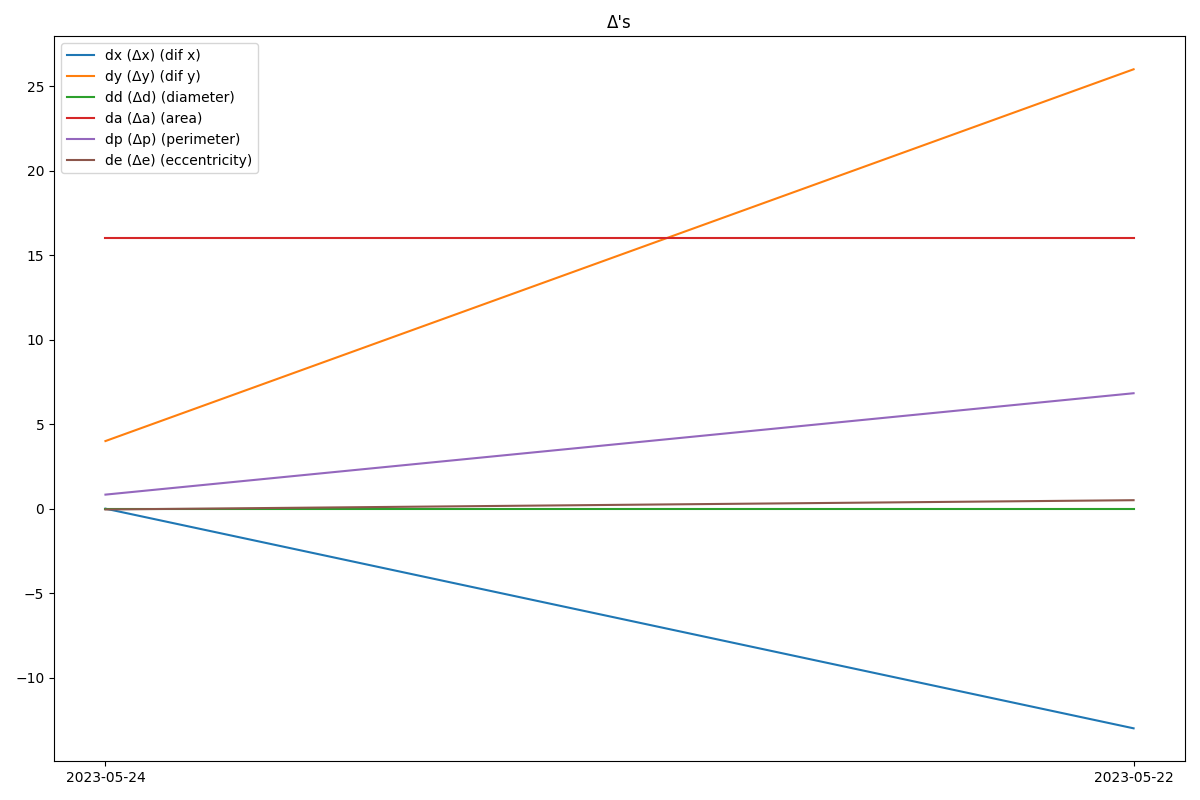 Δ's
dx (Δx) (dif x)
dy (Δy) (dif y)
dd (Δd) (diameter)
da (Δa) (area)
dp (Δp) (perimeter)
de (Δe) (eccentricity)
25
20
15
10
5
0
−5
−10
2023-05-24 2023-05-22